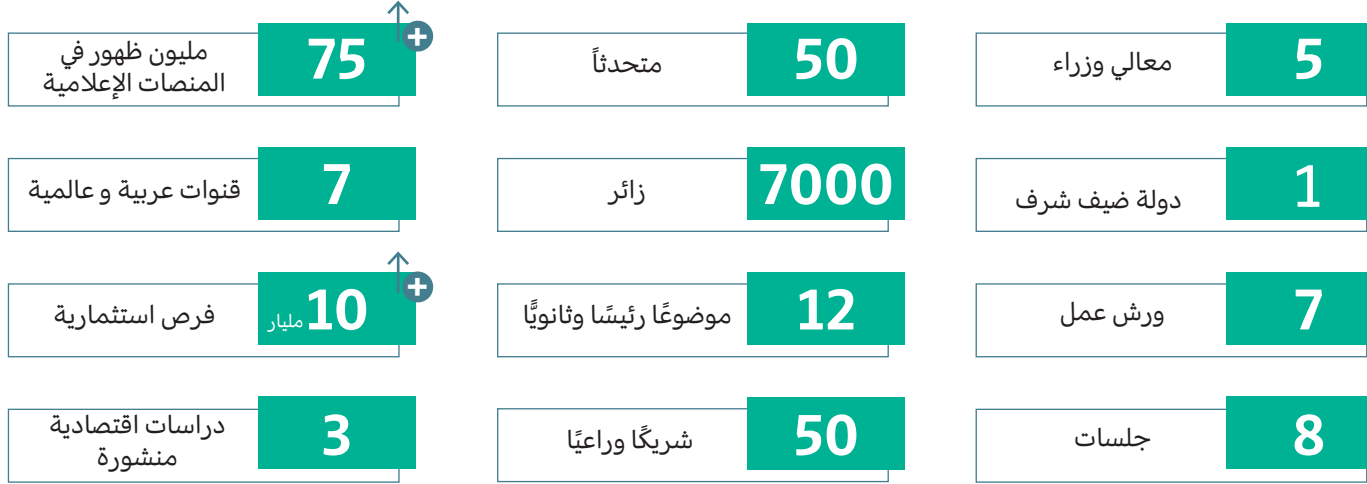 5
معالي وزراء
50
متحدثاً
75
مليون ظهور في
المنصات الإعلامية
1
دولة ضيف شرف
7000
زائر
7
قنوات عربية و عالمية
7
ورش عمل
12
موضوعًا رئيسًا وثانويًّا
10 مليار
فرص استثمارية
8
جلسات
50
شريكًا وراعيًا
3
دراسات اقتصادية
منشورة